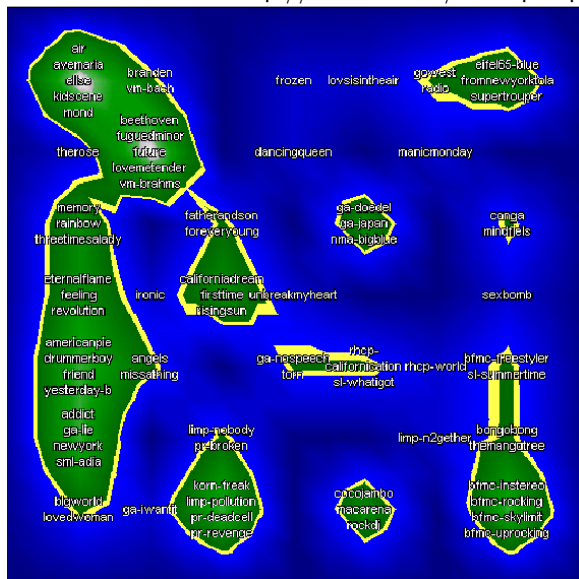 air
avemaria
elise
kidscene
mond
branden
vm-bach
frozen
lovsisintheair
gowest
radio
eifel65-blue
fromnewyorktola
supertrouper
therose
beethoven
fuguedminor
future
lovemetender
vm-brahms
dancingqueen
manicmonday
memory
rainbow
threetimesalady
fatherandson
foreveryoung
ga-doedel
ga-japan
nma-bigblue
conga
mindfiels
eternalflame
feeling
revolution
ironic
californiadream
firsttime
risingsun
unbreakmyheart
sexbomb
americanpie
drummerboy
friend
yesterday-b
angels
missathing
ga-nospeech
torn
rhcp-
californication
sl-whatigot
rhcp-world
bfmc-freestyler
sl-summertime
addict
ga-lie
newyork
sml-adia
limp-nobody
pr-broken
limp-n2gether
bongobong
themangotree
bigworld
lovedwoman
ga-iwantit
korn-freak
limp-pollution
pr-deadcell
pr-revenge
cocojambo
macarena
rockdj
bfmc-instereo
bfmc-rocking
bfmc-skylimit
bfmc-uprocking